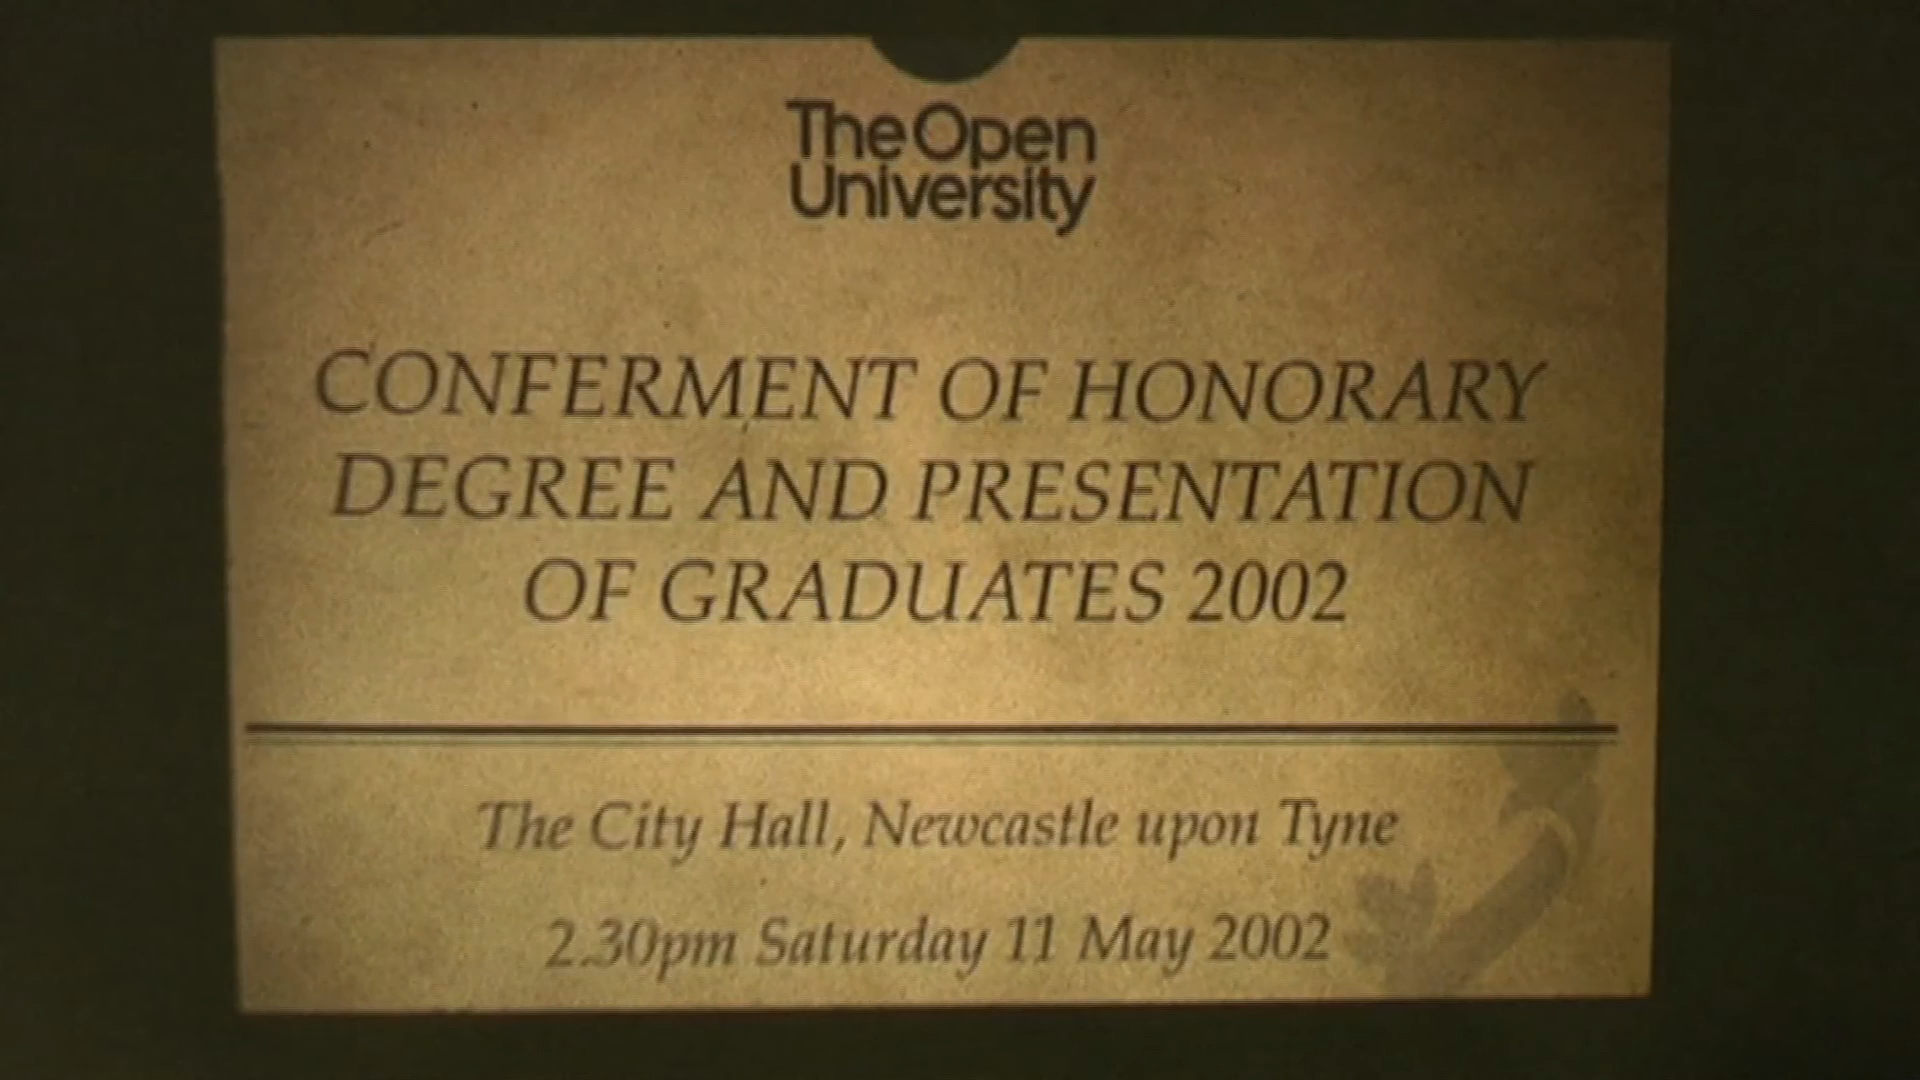 The Open
University
CONFERMENT OF HONORARY
DEGREE AND PRESENTATION
OF GRADUATES 2002
The City Hall, Newcastle upon Tyne
2.30pm Saturday 11 May 2002